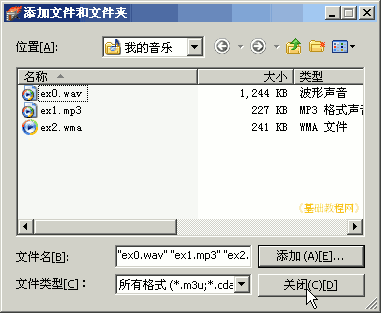 添加文件和文件夹
位置[A]: 我的音乐
名称 大小 类型
ex0.wav 1,244 KB 波形声音
ex1.mp3 227 KB MP3 格式声音
ex2.wma 241 KB WMA 文件
(基础教程网)
文件名[B]: "ex0.wav" "ex1.mp3" "ex2. 添加(A)[E]...
文件类型[C]: 所有格式 (*.m3u;*.cda 关闭(C)[D]